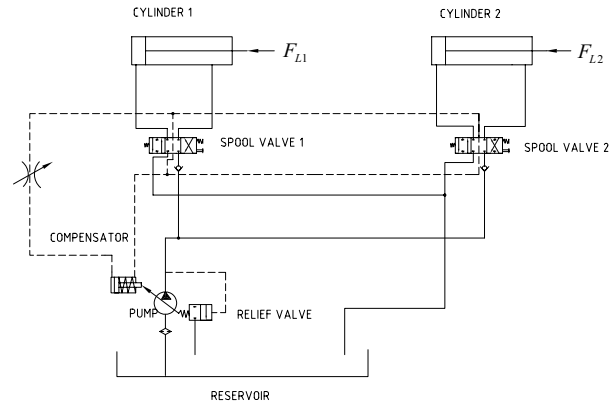 CYLINDER 1
CYLINDER 2
F_{L1}
F_{L2}
SPOOL VALVE 1
SPOOL VALVE 2
COMPENSATOR
PUMP
RELIEF VALVE
RESERVOIR